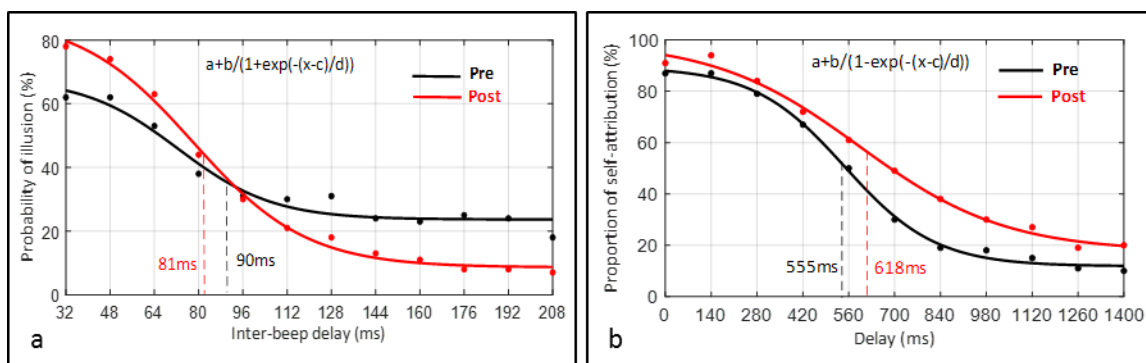 a+b/(1+exp(-(x-c)/d))
Pre
Post
Probability of illusion (%)
80
60
40
20
0
81ms
90ms
32 48 64 80 96 112 128 144 160 176 192 208
Inter-beep delay (ms)
a
a+b/(1-exp(-(x-c)/d))
Pre
Post
Proportion of self-attribution (%)
100
80
60
40
20
0
555ms
618ms
0 140 280 420 560 700 840 980 1120 1260 1400
Delay (ms)
b